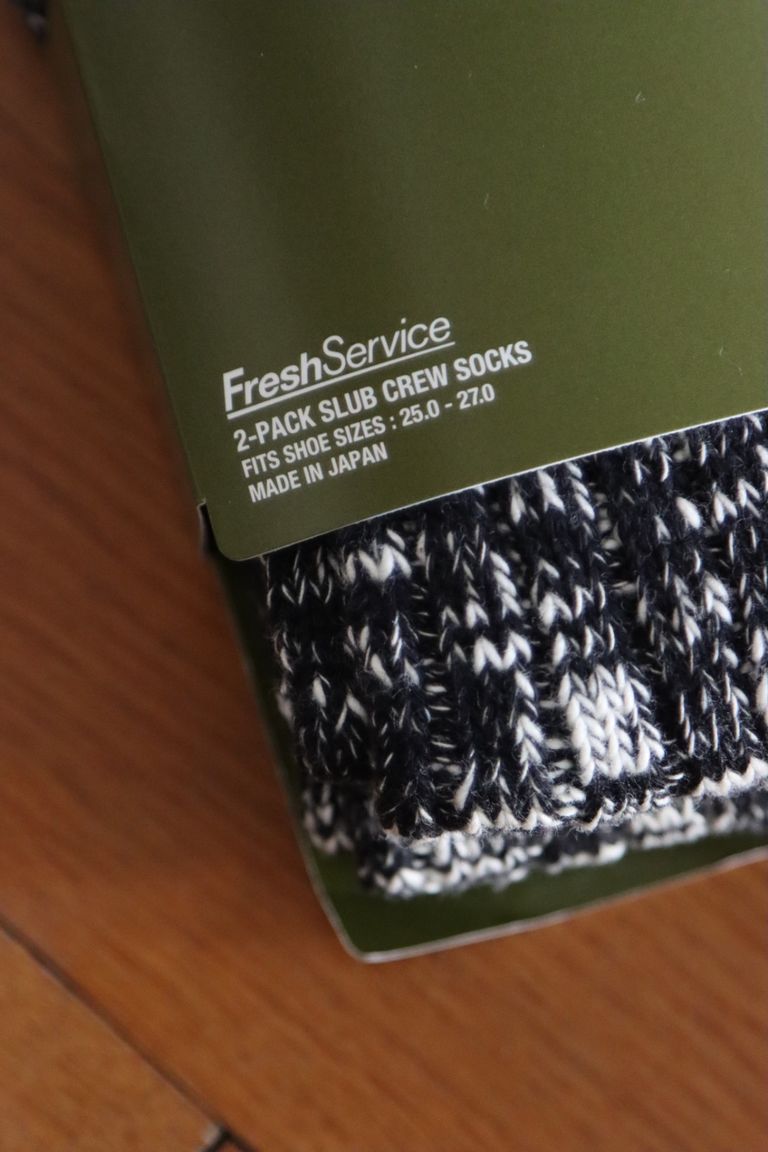 FreshService
2-PACK SLUB CREW SOCKS
FITS SHOE SIZES : 25.0 - 27.0
MADE IN JAPAN